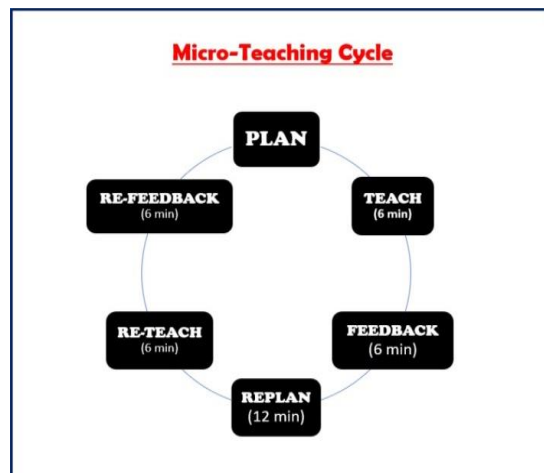 Micro-Teaching Cycle
PLAN
TEACH
(6 min)
FEEDBACK
(6 min)
REPLAN
(12 min)
RE-TEACH
(6 min)
RE-FEEDBACK
(6 min)